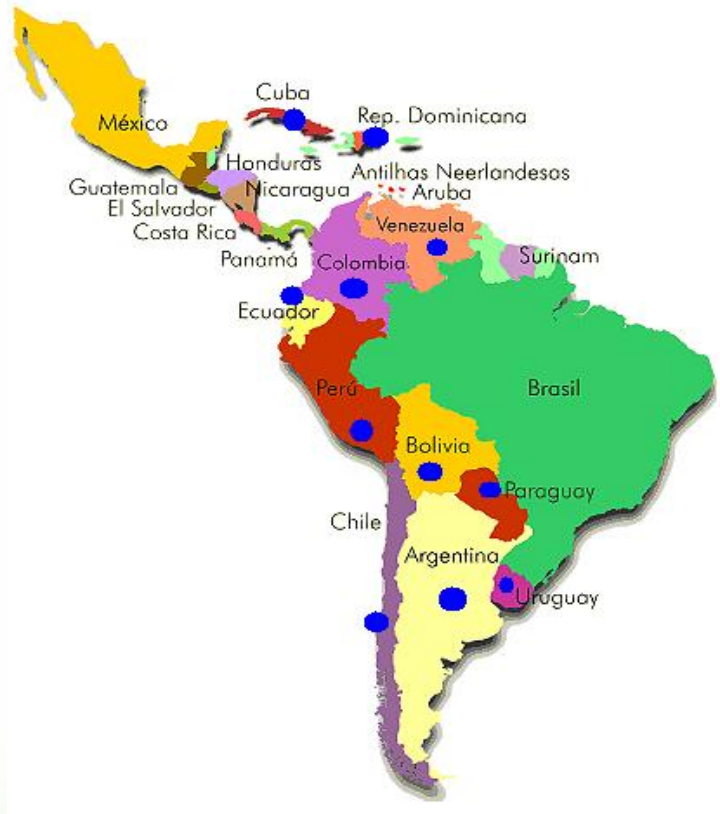 Cuba
Rep. Dominicana
México
Honduras
Antilhas Neerlandesas
Guatemala
Nicaragua
Aruba
El Salvador
Costa Rica
Venezuela
Panamá
Colombia
Surinam
Ecuador
Perú
Brasil
Bolivia
Paraguay
Chile
Argentina
Uruguay